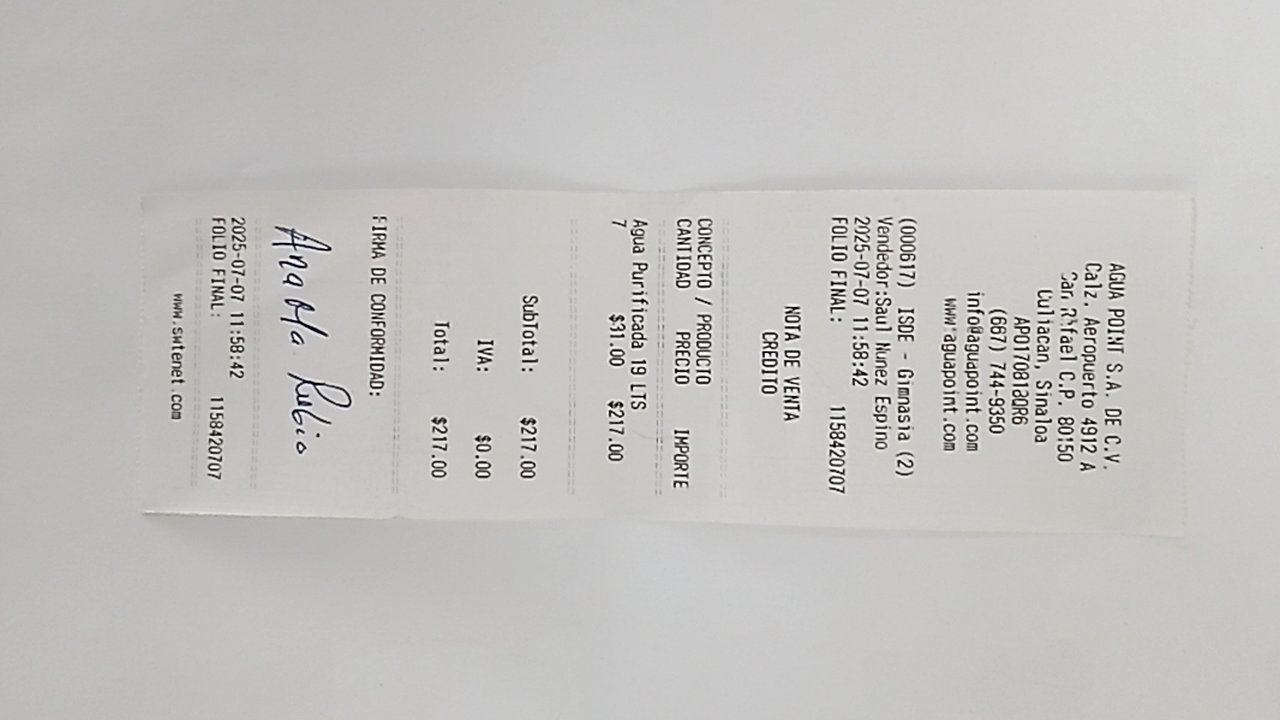 AGUA POINT S.A. DE C.V.
Calz. Aeropuerto 4912 A
Car. Rafael C.P. 80150
Culiacan, Sinaloa
APO170818QR6
(667) 744-9350
info@aguapoint.com
www.aguapoint.com
(000617) ISDE - Gimnasia (2)
Vendedor:Saul Nunez Espino
2025-07-07 11:58:42
FOLIO FINAL: 1158420707
NOTA DE VENTA
CREDITO
CONCEPTO / PRODUCTO
CANTIDAD PRECIO IMPORTE
Agua Purificada 19 LTS
7 $31.00 $217.00
SubTotal: $217.00
IVA: $0.00
Total: $217.00
FIRMA DE CONFORMIDAD:
Rubio
2025-07-07 11:58:42
FOLIO FINAL: 1158420707
www.swtenet.com